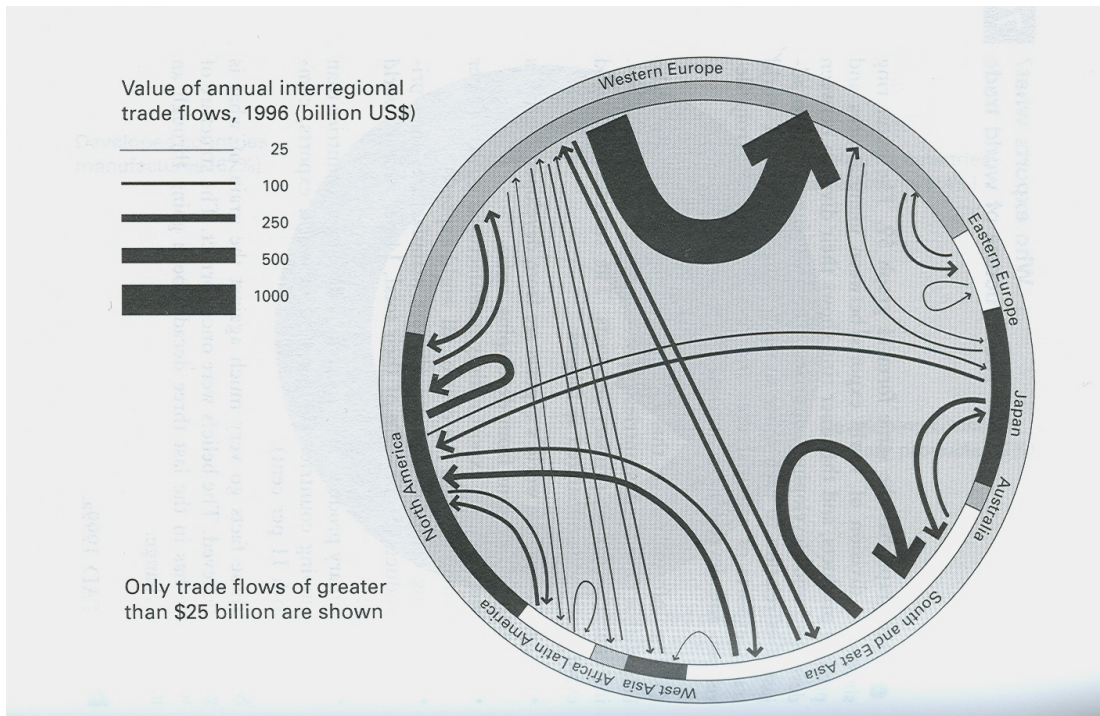 Value of annual interregional
trade flows, 1996 (billion US$)
25
100
250
500
1000
Only trade flows of greater
than $25 billion are shown
Western Europe
Eastern Europe
Japan
Australia
South and East Asia
West Asia
Africa
Latin America
North America